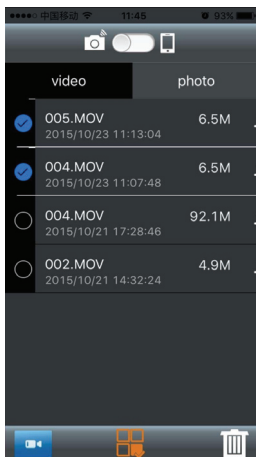 中国移动 11:45 93%
video photo
005.MOV 6.5M
2015/10/23 11:13:04
004.MOV 6.5M
2015/10/23 11:07:48
004.MOV 92.1M
2015/10/21 17:28:46
002.MOV 4.9M
2015/10/21 14:32:24